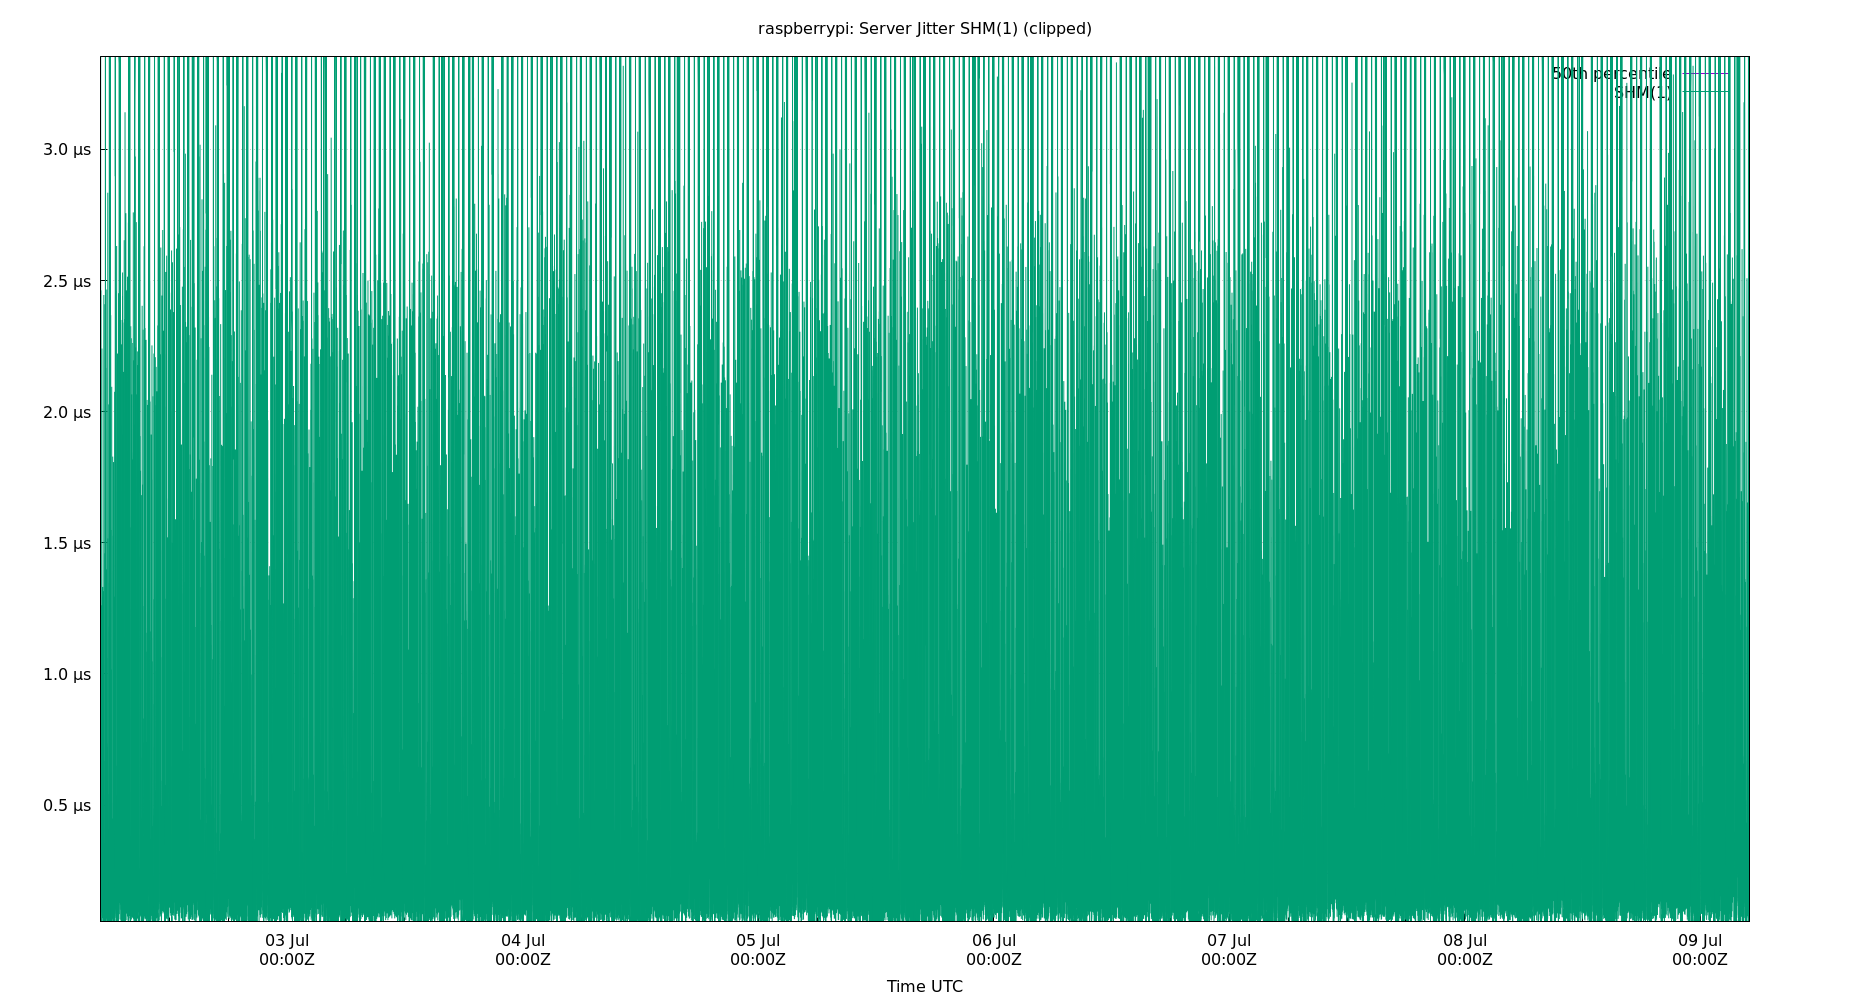 raspberrypi: Server Jitter SHM(1) (clipped)
50th percentile
SHM(1)
3.0 µs
2.5 µs
2.0 µs
1.5 µs
1.0 µs
0.5 µs
03 Jul 04 Jul 05 Jul 06 Jul 07 Jul 08 Jul 09 Jul
00:00Z 00:00Z 00:00Z 00:00Z 00:00Z 00:00Z 00:00Z
Time UTC